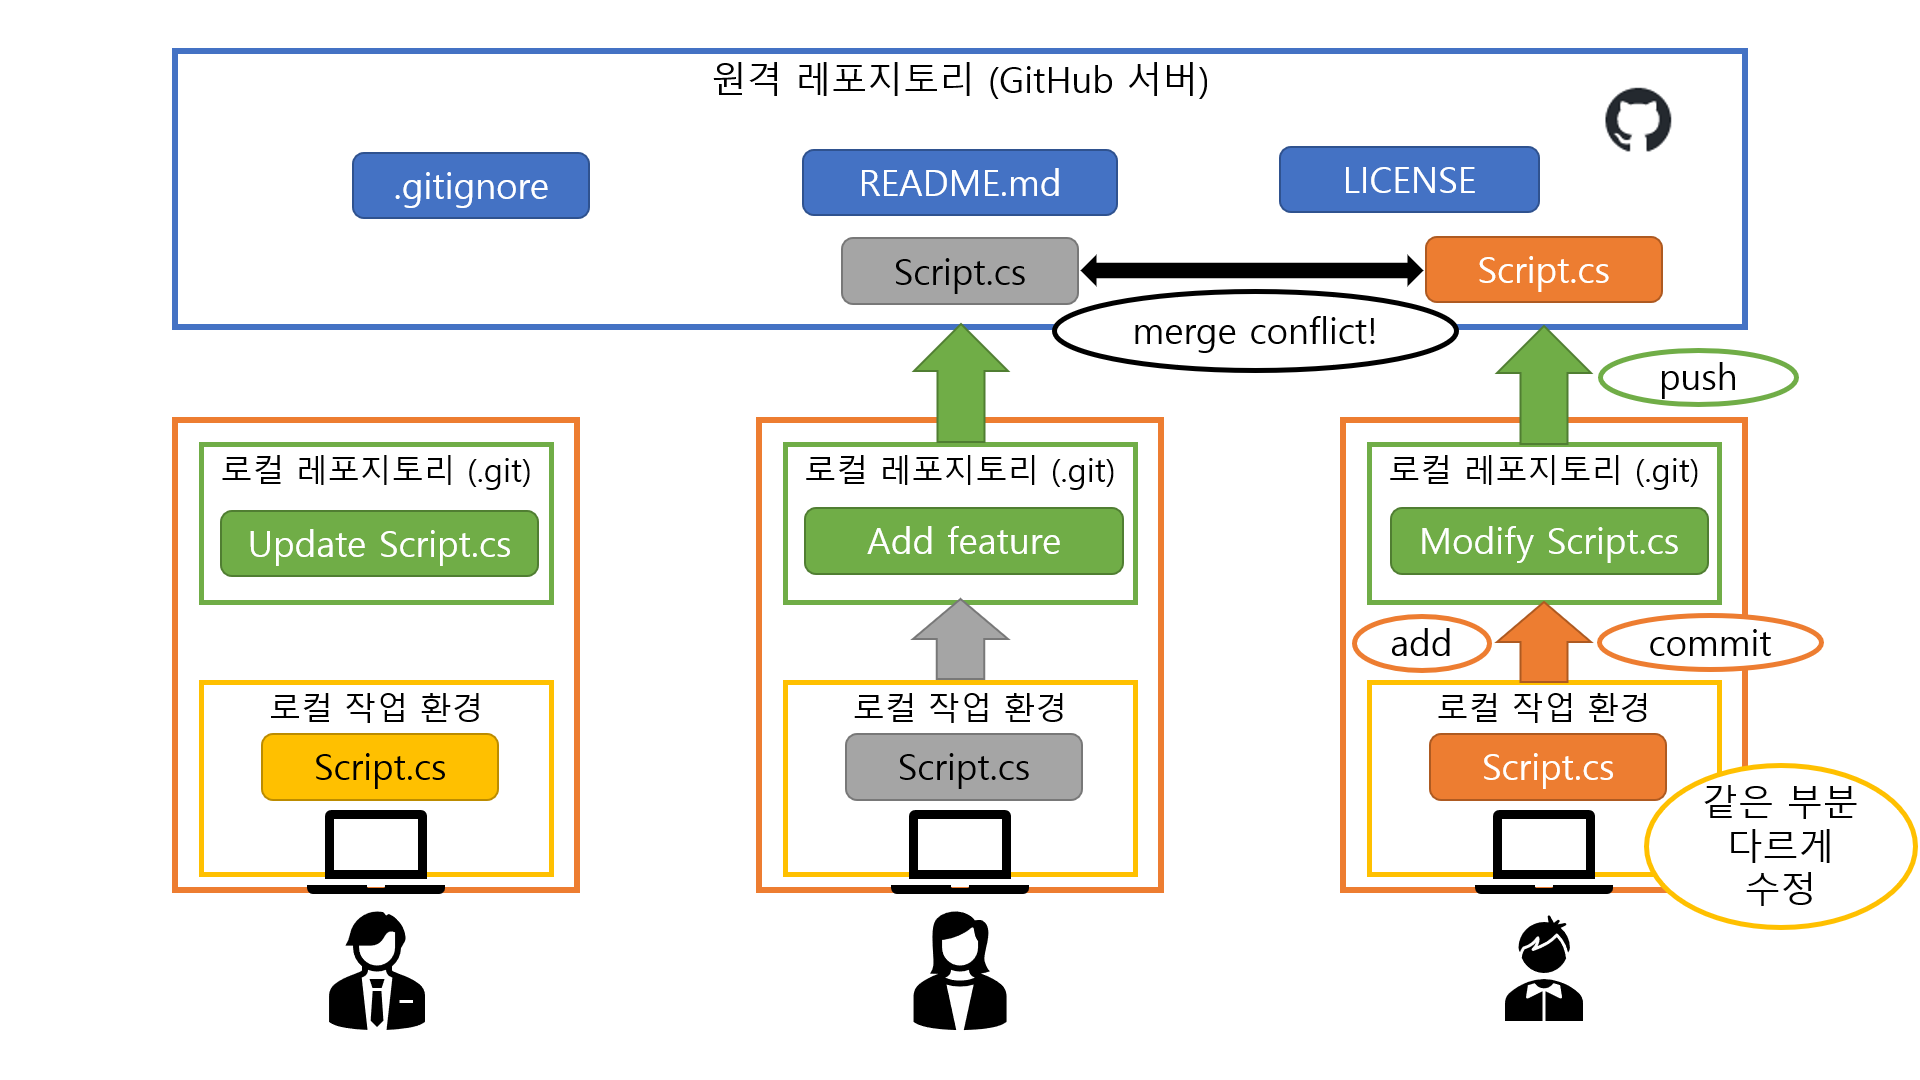 원격 레포지토리 (GitHub 서버)
.gitignore
README.md
LICENSE
Script.cs
Script.cs
merge conflict!
push
로컬 레포지토리 (.git)
Update Script.cs
로컬 작업 환경
Script.cs
로컬 레포지토리 (.git)
Add feature
로컬 작업 환경
Script.cs
로컬 레포지토리 (.git)
Modify Script.cs
add
commit
로컬 작업 환경
Script.cs
같은 부분
다르게
수정